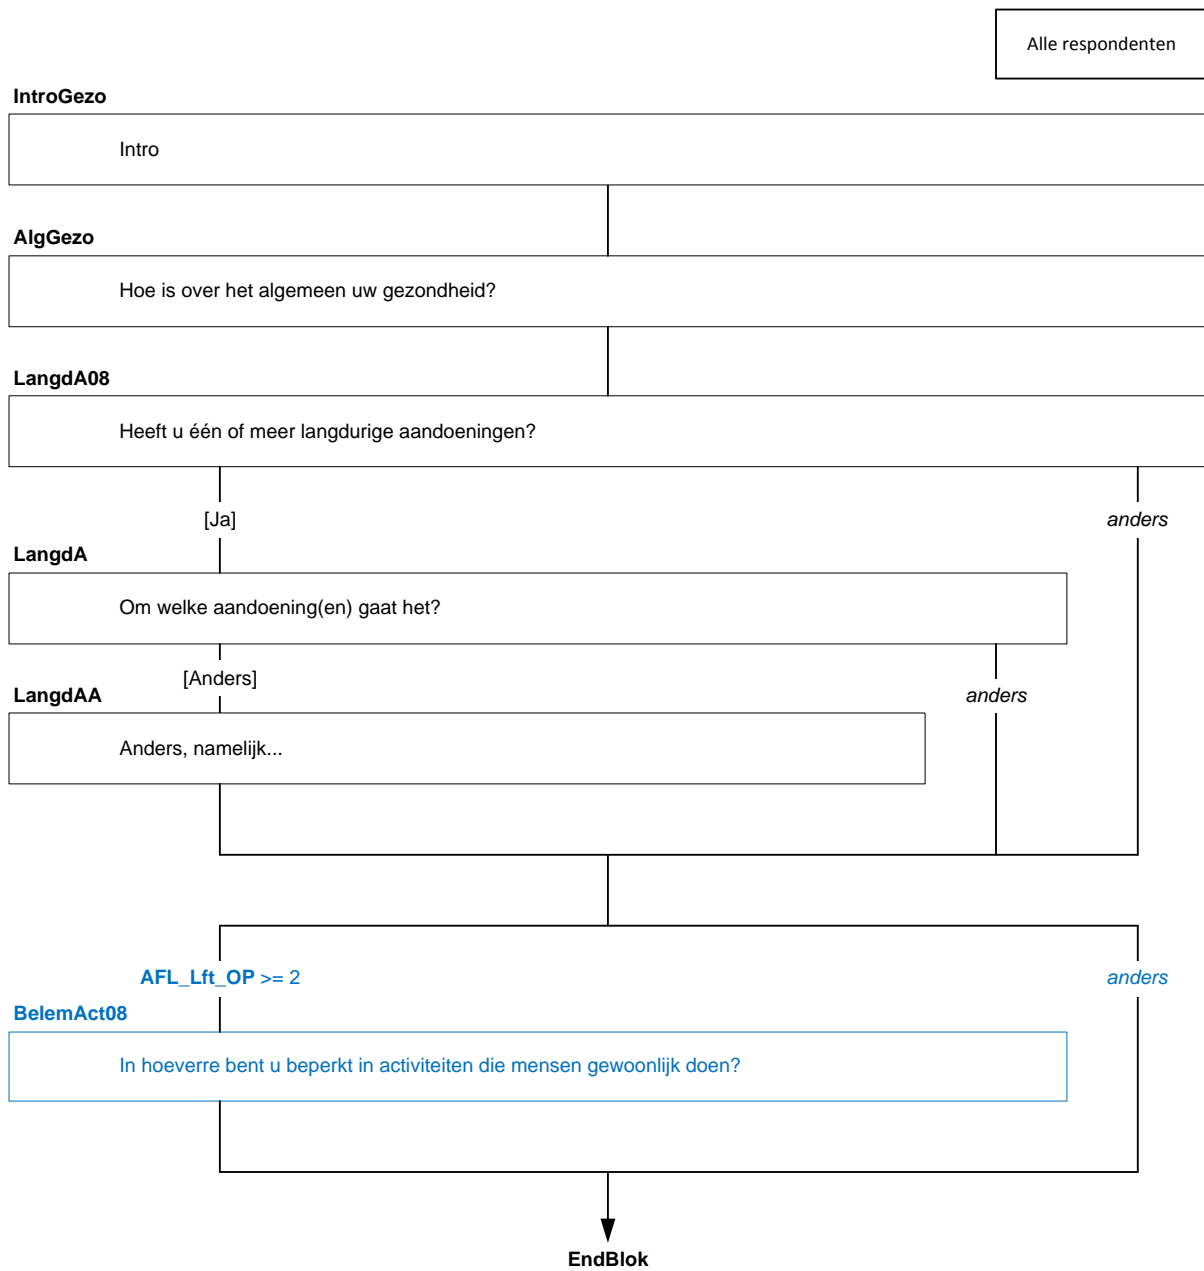 Alle respondenten
IntroGezo
Intro
AlgGezo
Hoe is over het algemeen uw gezondheid?
LangdA08
Heeft u één of meer langdurige aandoeningen?
[Ja]
anders
LangdA
Om welke aandoening(en) gaat het?
[Anders]
anders
LangdAA
Anders, namelijk...
AFL_Lft_OP >= 2
anders
BelemAct08
In hoeverre bent u beperkt in activiteiten die mensen gewoonlijk doen?
EndBlok